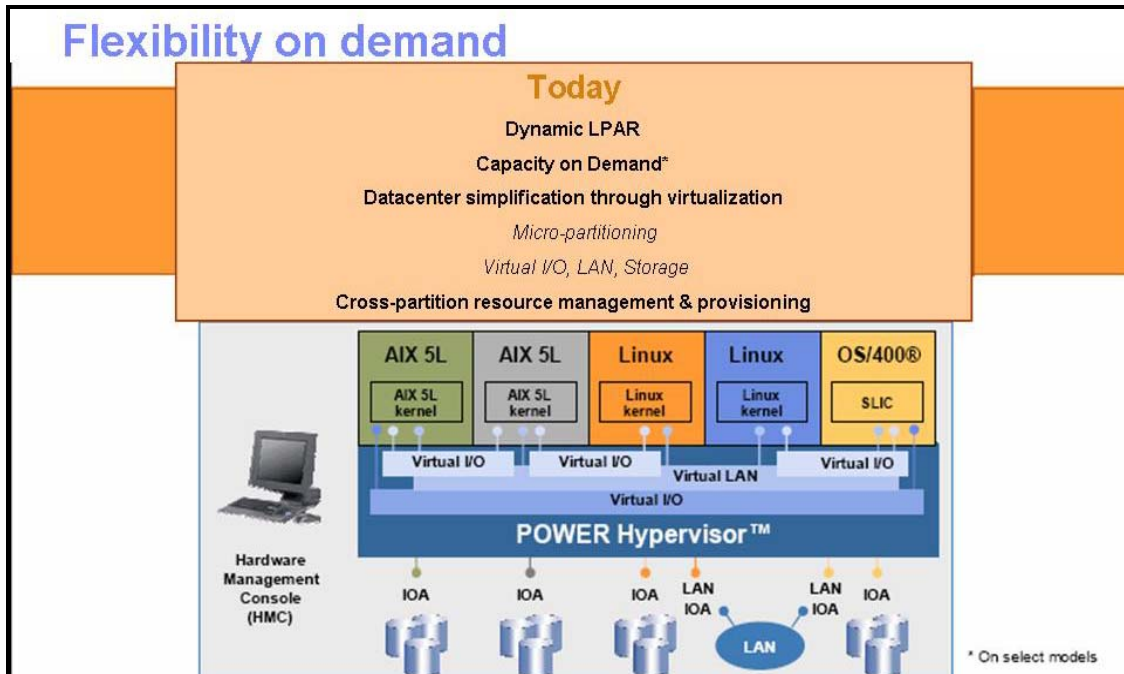 Flexibility on demand
Today
Dynamic LPAR
Capacity on Demand*
Datacenter simplification through virtualization
Micro-partitioning
Virtual I/O, LAN, Storage
Cross-partition resource management & provisioning
AIX 5L
AIX 5L
Linux
Linux
OS/400®
AIX 5L
kernel
AIX 5L
kernel
Linux
kernel
Linux
kernel
SLIC
Virtual I/O
Virtual I/O
Virtual I/O
Virtual LAN
Virtual I/O
POWER Hypervisor™
Hardware
Management
Console
(HMC)
IOA
IOA
IOA
LAN
IOA
LAN
IOA
IOA
LAN
* On select models